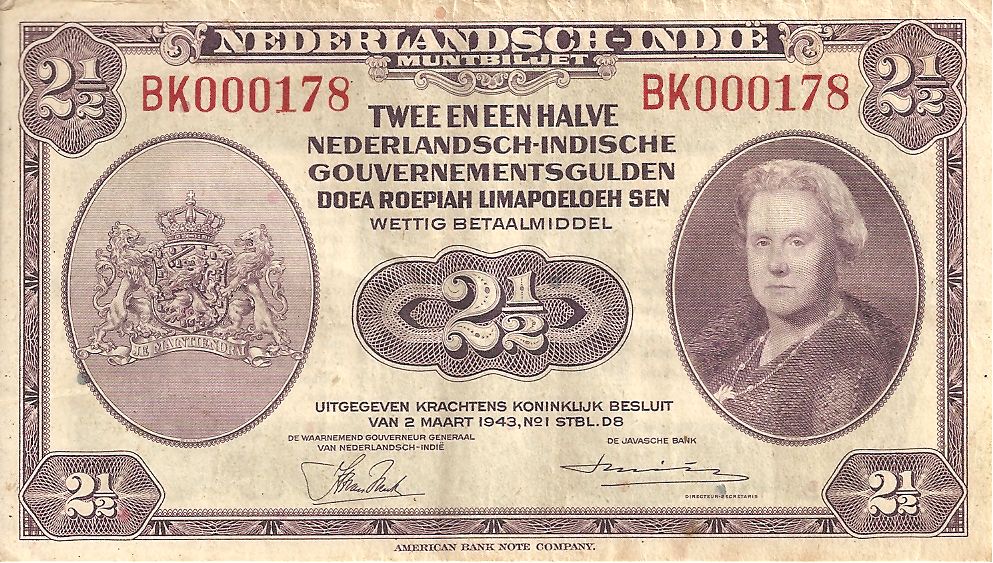 NEDERLANDSCH-INDIË
MUNTBILJET
2½
2½
BK000178
BK000178
TWEE EN EEN HALVE
NEDERLANDSCH-INDISCHE
GOUVERNEMENTSGULDEN
DOEA ROEPIAH LIMAPOELOEH SEN
WETTIG BETAALMIDDEL
2½
JE MAINTIENDRAI
UITGEGEVEN KRACHTENS KONINKLIJK BESLUIT
VAN 2 MAART 1943, No 1 STBL. D8
DE WAARNEMEND GOUVERNEUR GENERAAL
VAN NEDERLANDSCH-INDIË
DE JAVASCHE BANK
DIRECTEUR-SECRETARIS
2½
2½
AMERICAN BANK NOTE COMPANY.